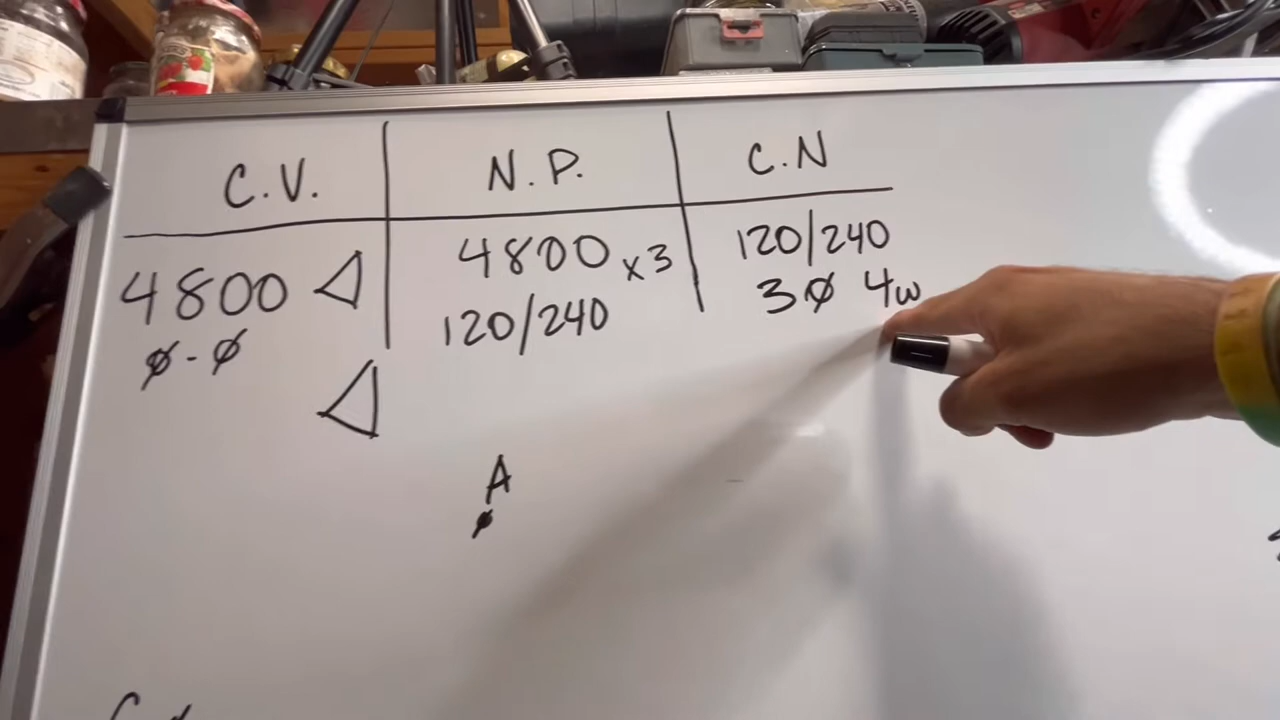 C.V. N.P. C.N
4800 Δ 4800 x3 120/240
Ø-Ø 120/240 3Ø 4w
Δ
A
Ø